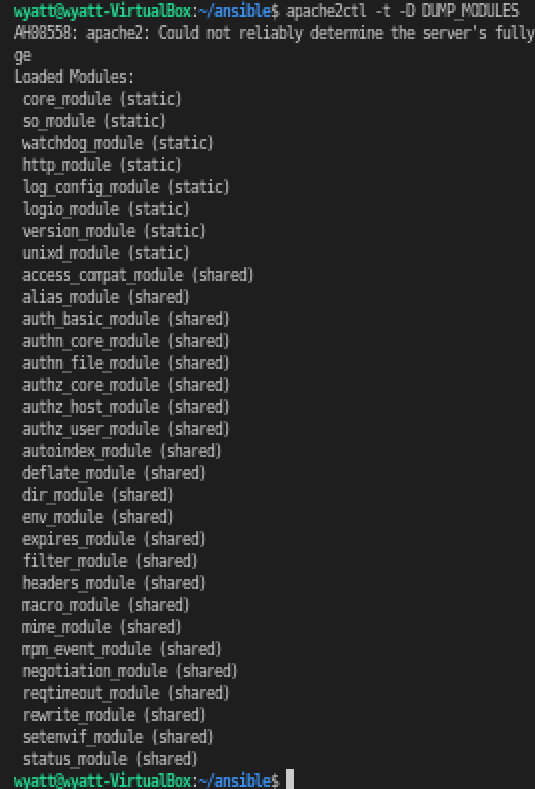 wyatt@wyatt-VirtualBox:~/ansible$ apache2ctl -t -D DUMP_MODULES
AH00558: apache2: Could not reliably determine the server's fully
ge
Loaded Modules:
 core_module (static)
 so_module (static)
 watchdog_module (static)
 http_module (static)
 log_config_module (static)
 logio_module (static)
 version_module (static)
 unixd_module (static)
 access_compat_module (shared)
 alias_module (shared)
 auth_basic_module (shared)
 authn_core_module (shared)
 authn_file_module (shared)
 authz_core_module (shared)
 authz_host_module (shared)
 authz_user_module (shared)
 autoindex_module (shared)
 deflate_module (shared)
 dir_module (shared)
 env_module (shared)
 expires_module (shared)
 filter_module (shared)
 headers_module (shared)
 macro_module (shared)
 mime_module (shared)
 mpm_event_module (shared)
 negotiation_module (shared)
 reqtimeout_module (shared)
 rewrite_module (shared)
 setenvif_module (shared)
 status_module (shared)
wyatt@wyatt-VirtualBox:~/ansible$